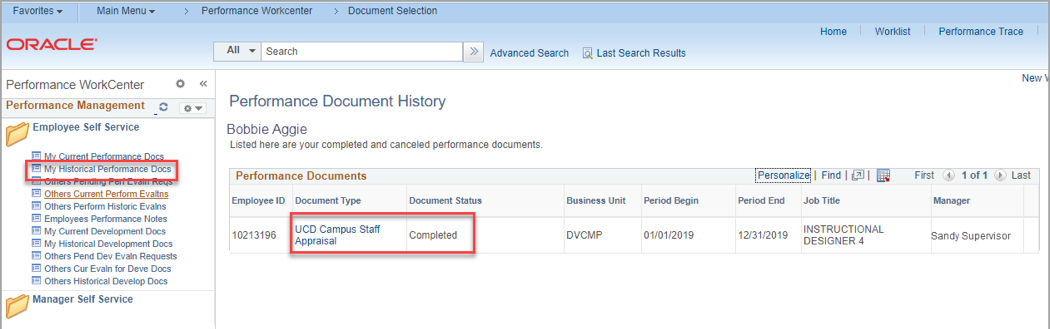 Favorites Main Menu > Performance Workcenter > Document Selection
Home Worklist Performance Trace
ORACLE
All Search Advanced Search Last Search Results
New W
Performance WorkCenter
Performance Management
Employee Self Service
My Current Performance Docs
My Historical Performance Docs
Others Pending Perf Evaln Reqs
Others Current Perform Evaltns
Others Perform Historic Evalns
Employees Performance Notes
My Current Development Docs
My Historical Development Docs
Others Pend Dev Evaln Requests
Others Cur Evaln for Deve Docs
Others Historical Develop Docs
Manager Self Service
Performance Document History
Bobbie Aggie
Listed here are your completed and canceled performance documents.
Performance Documents Personalize | Find | | First 1 of 1 Last
Employee ID Document Type Document Status Business Unit Period Begin Period End Job Title Manager
10213196 UCD Campus Staff Appraisal Completed DVCMP 01/01/2019 12/31/2019 INSTRUCTIONAL DESIGNER 4 Sandy Supervisor